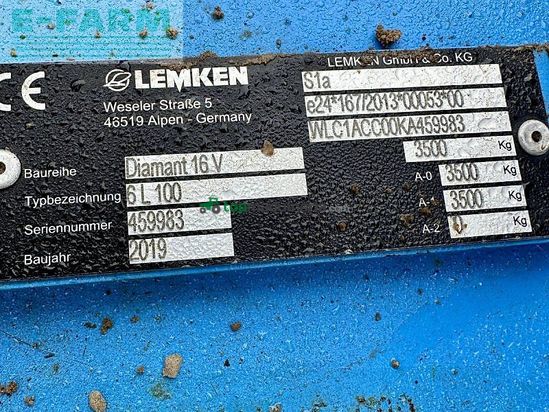 E-FARM
CE
LEMKEN
Weseler Straße 5
46519 Alpen - Germany
Baureihe Diamant 16 V
Typbezeichnung 6 L 100
Seriennummer 459983
Baujahr 2019
LEMKEN GmbH & Co. KG
S1a
e24*167/2013*00053*00
WLC1ACC00KA459983
3500 Kg
A-0 3500 Kg
A-1 3500 Kg
A-2 0 Kg